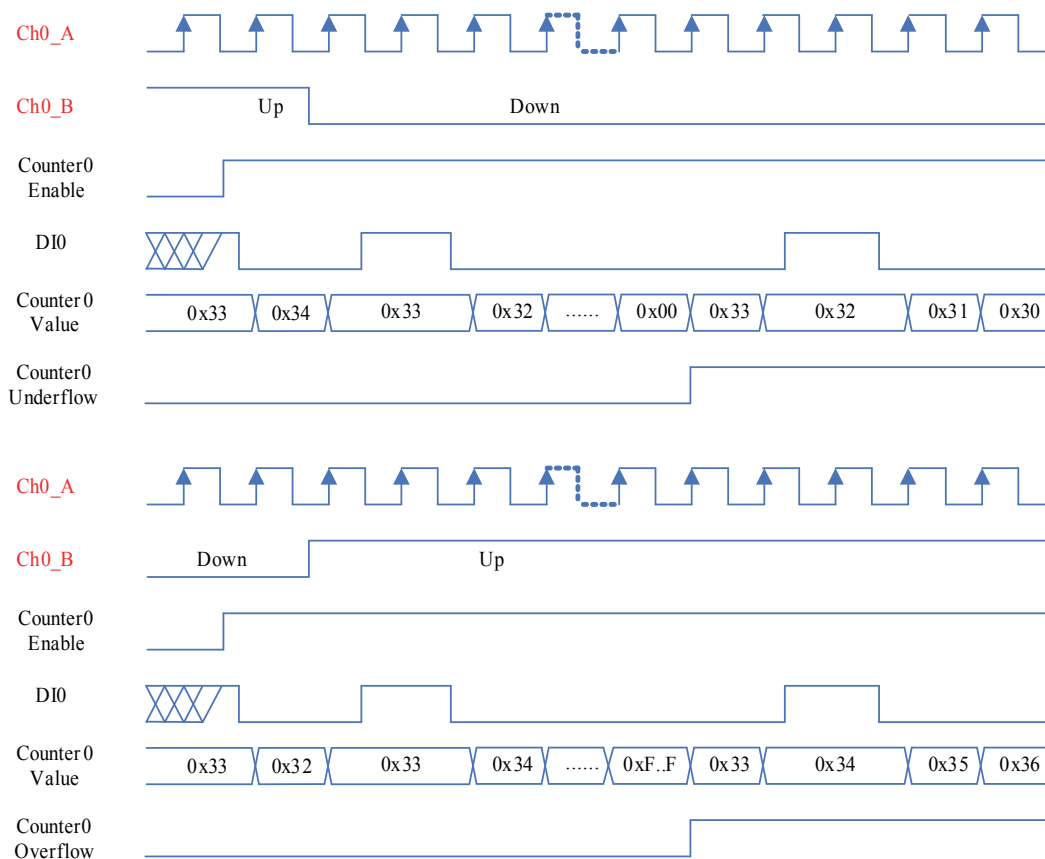 Ch0_A
Ch0_B
Up
Down
Counter0
Enable
DI0
Counter0
Value
0x33
0x34
0x33
0x32
......
0x00
0x33
0x32
0x31
0x30
Counter0
Underflow
Ch0_A
Ch0_B
Down
Up
Counter0
Enable
DI0
Counter0
Value
0x33
0x32
0x33
0x34
......
0xF..F
0x33
0x34
0x35
0x36
Counter0
Overflow